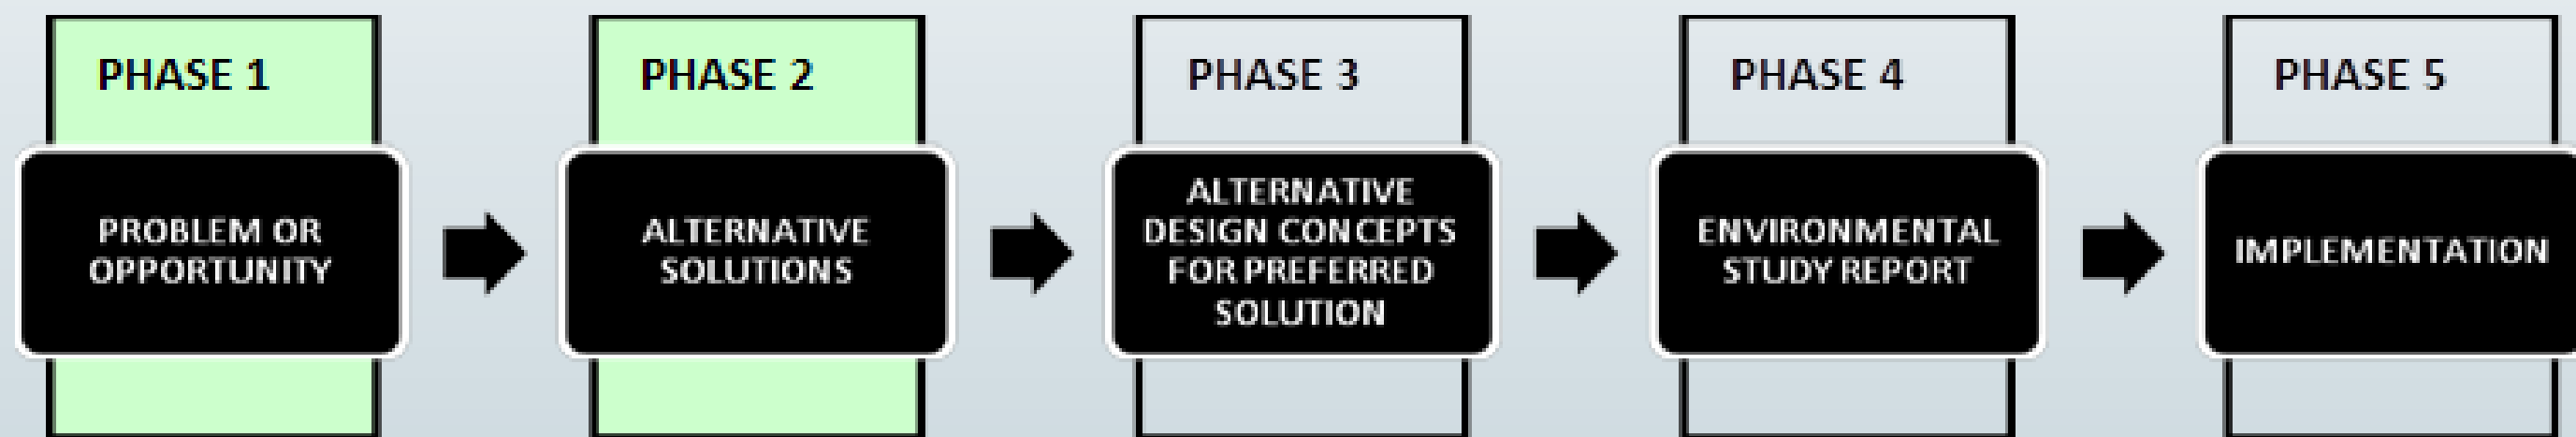 PHASE 1
PROBLEM OR
OPPORTUNITY
PHASE 2
ALTERNATIVE
SOLUTIONS
PHASE 3
ALTERNATIVE
DESIGN CONCEPTS
FOR PREFERRED
SOLUTION
PHASE 4
ENVIRONMENTAL
STUDY REPORT
PHASE 5
IMPLEMENTATION